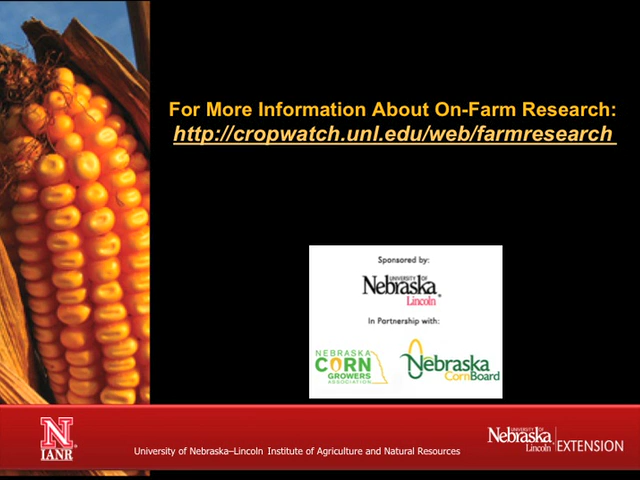 For More Information About On-Farm Research:
http://cropwatch.unl.edu/web/farmresearch
Sponsored by:
UNIVERSITY OF
Nebraska®
Lincoln
In Partnership with:
NEBRASKA
CORN
GROWERS
ASSOCIATION
Nebraska
CornBoard
N
IANR
University of Nebraska–Lincoln Institute of Agriculture and Natural Resources
UNIVERSITY OF
Nebraska
Lincoln
EXTENSION